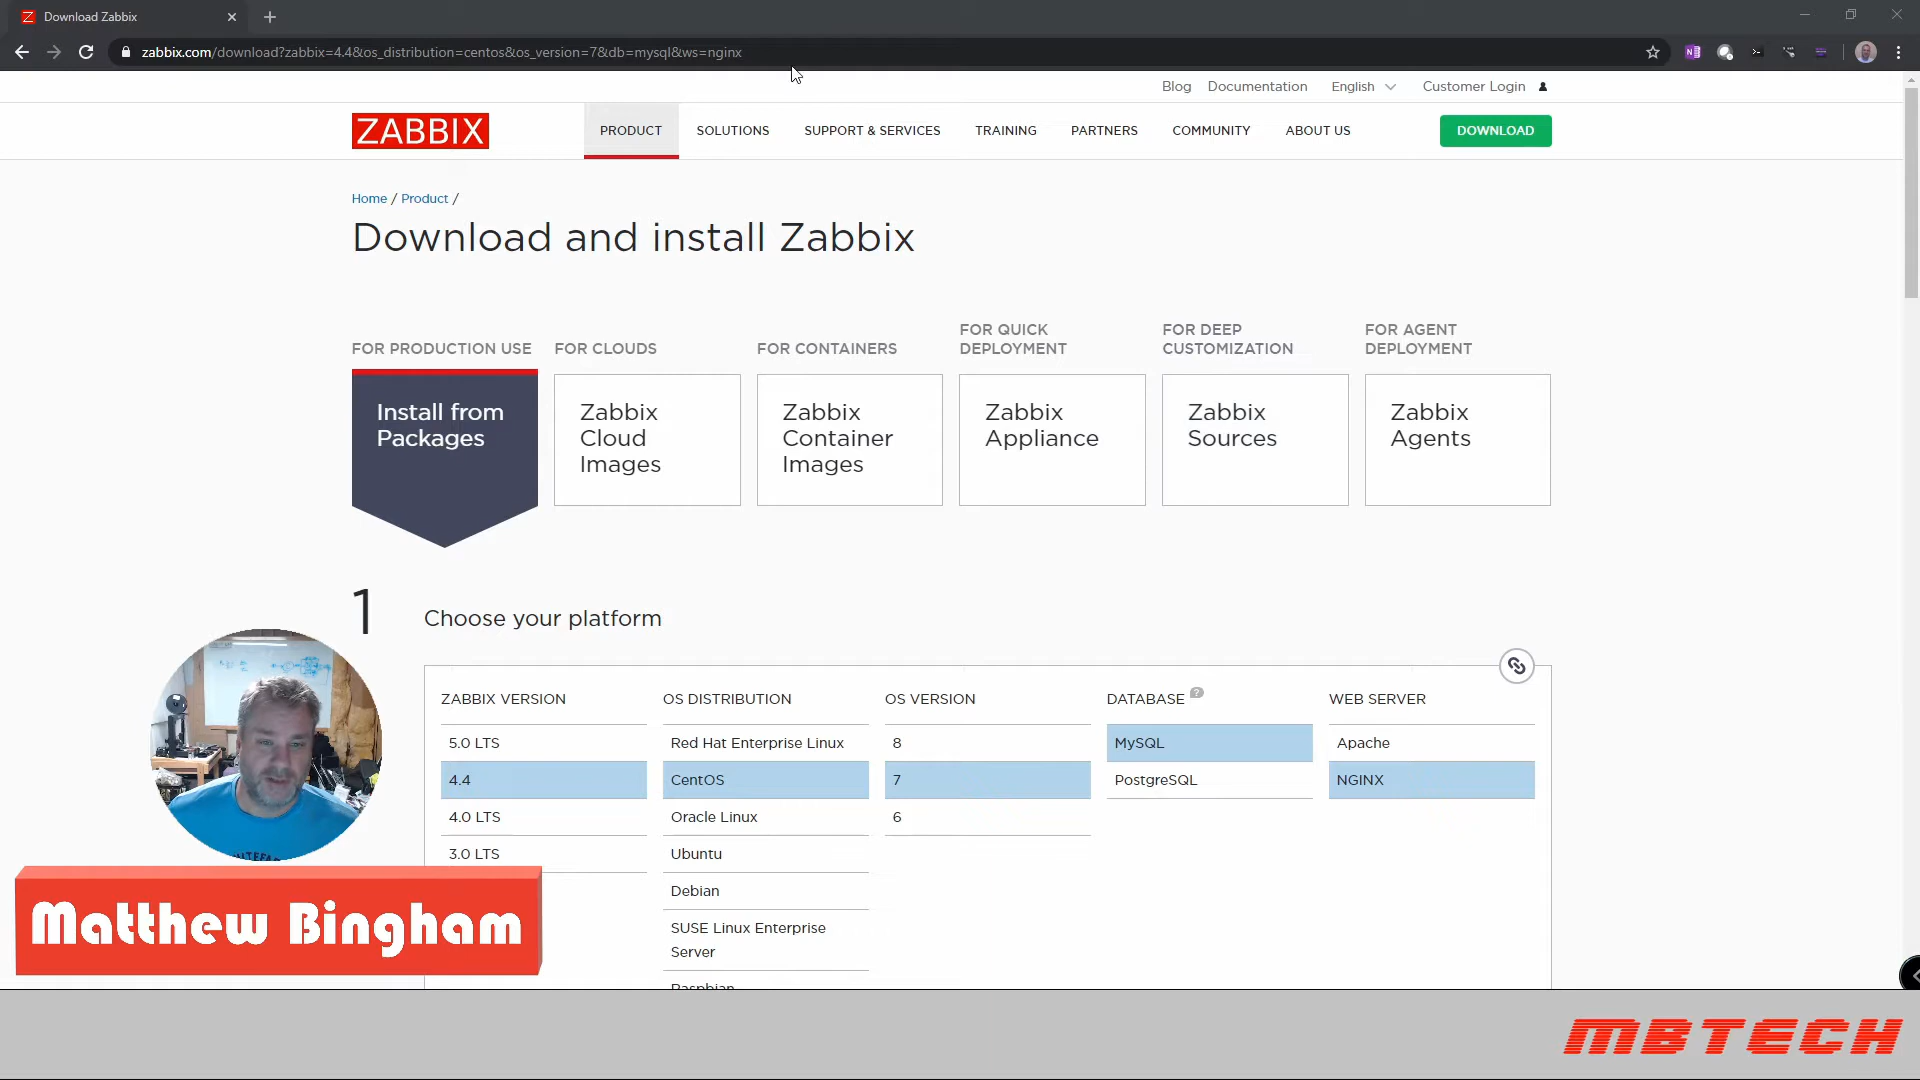 Download Zabbix
zabbix.com/download?zabbix=4.4&os_distribution=centos&os_version=7&db=mysql&ws=nginx
Blog Documentation English Customer Login
ZABBIX PRODUCT SOLUTIONS SUPPORT & SERVICES TRAINING PARTNERS COMMUNITY ABOUT US DOWNLOAD
Home / Product /
Download and install Zabbix
FOR PRODUCTION USE
Install from
Packages
FOR CLOUDS
Zabbix
Cloud
Images
FOR CONTAINERS
Zabbix
Container
Images
FOR QUICK
DEPLOYMENT
Zabbix
Appliance
FOR DEEP
CUSTOMIZATION
Zabbix
Sources
FOR AGENT
DEPLOYMENT
Zabbix
Agents
1 Choose your platform
ZABBIX VERSION
5.0 LTS
4.4
4.0 LTS
3.0 LTS
OS DISTRIBUTION
Red Hat Enterprise Linux
CentOS
Oracle Linux
Ubuntu
Debian
SUSE Linux Enterprise
Server
Raspbian
OS VERSION
8
7
6
DATABASE ?
MySQL
PostgreSQL
WEB SERVER
Apache
NGINX
Matthew Bingham
MBTECH